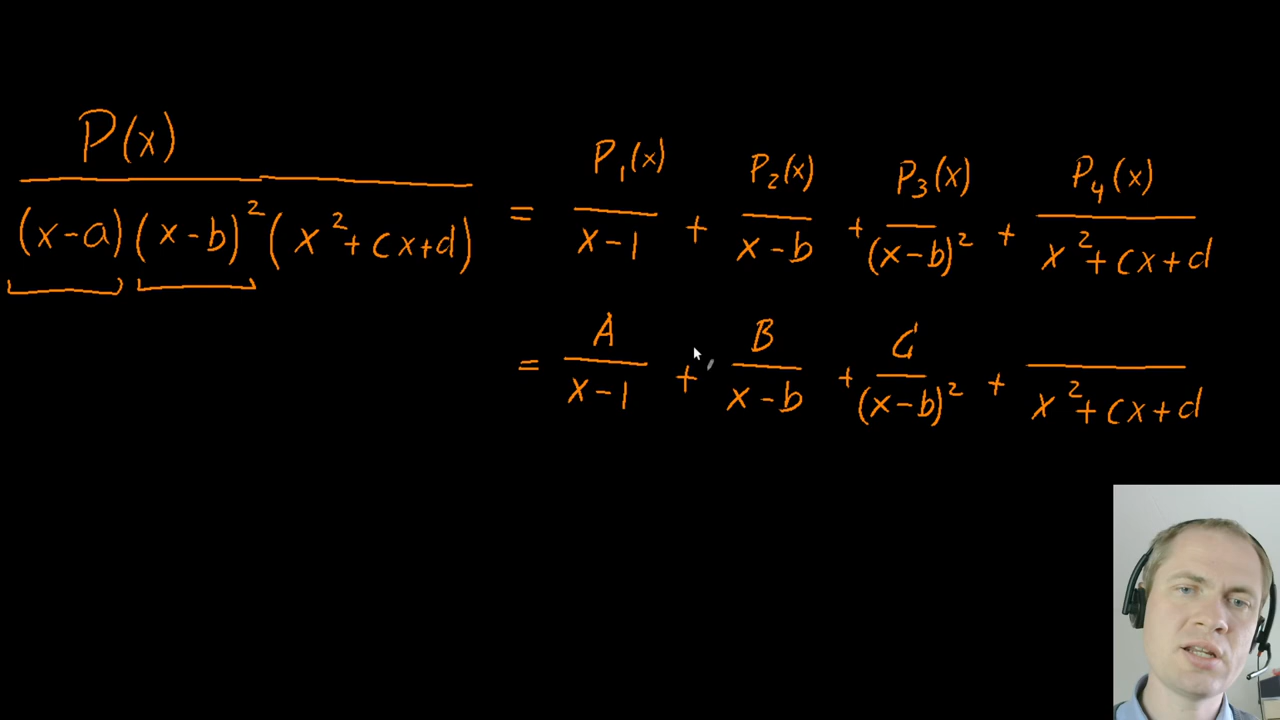 P(x) / (x-a)(x-b)²(x²+cx+d) = P₁(x) / x-1 + P₂(x) / x-b + P₃(x) / (x-b)² + P₄(x) / x²+cx+d
= A / x-1 + B / x-b + C / (x-b)² + / x²+cx+d